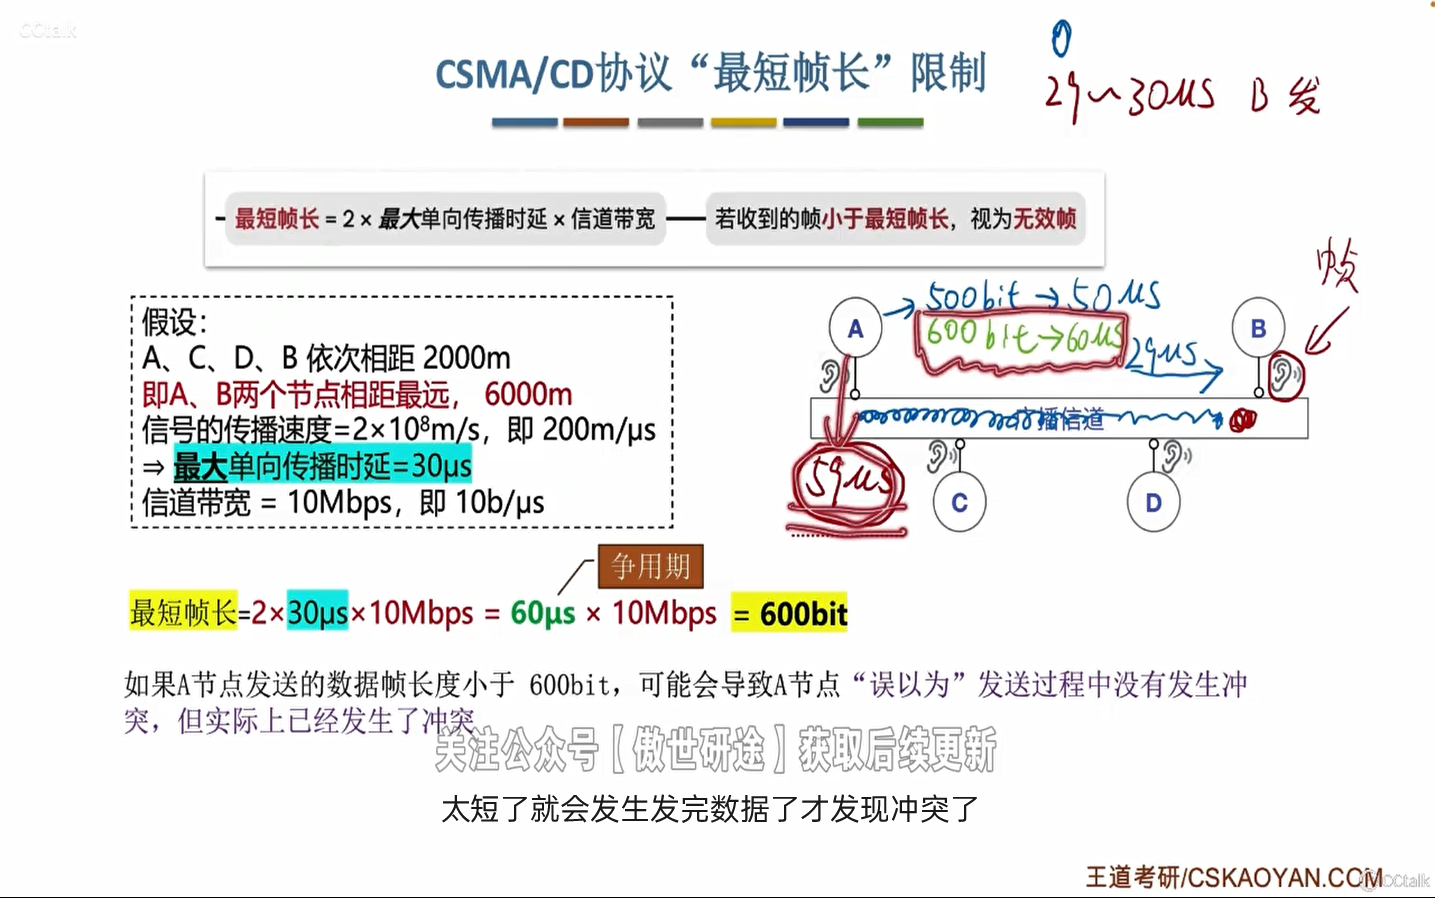 CCtalk
CSMA/CD协议“最短帧长”限制
0
29~30μs B 发
最短帧长 = 2 × 最大单向传播时延 × 信道带宽
若收到的帧小于最短帧长，视为无效帧
帧
假设：
A、C、D、B 依次相距 2000m
即A、B两个节点相距最远， 6000m
信号的传播速度=2×10⁸m/s，即 200m/μs
⇒ 最大单向传播时延=30μs
信道带宽 = 10Mbps，即 10b/μs
A
500bit → 50μs
600bit→60μs
29μs
B
广播信道
59μs
C
D
争用期
最短帧长=2×30μs×10Mbps = 60μs × 10Mbps = 600bit
如果A节点发送的数据帧长度小于 600bit，可能会导致A节点“误以为”发送过程中没有发生冲
突，但实际上已经发生了冲突
关注公众号【傲世研途】获取后续更新
太短了就会发生发完数据了才发现冲突了
王道考研/CSKAOYAN.COM
CCtalk